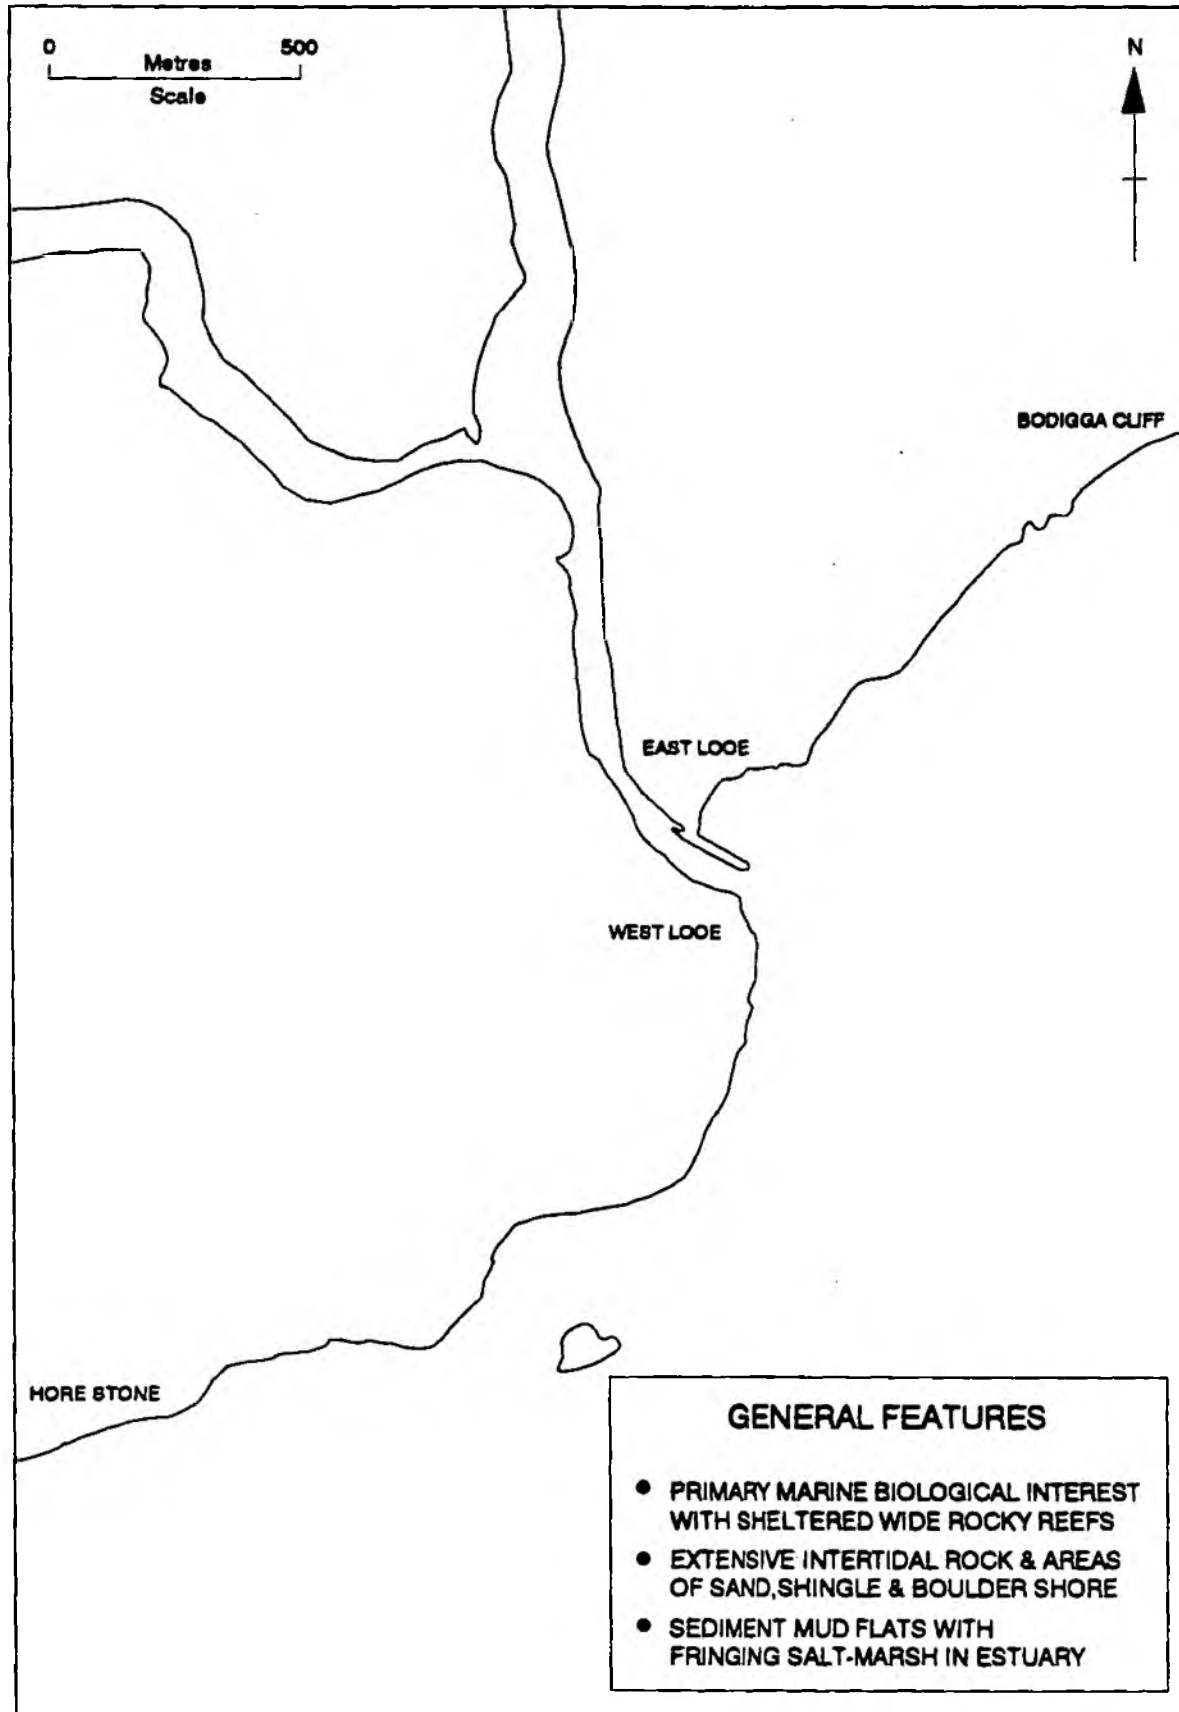 0 500
Metres
Scale
N
BODIGGA CLIFF
EAST LOOE
WEST LOOE
HORE STONE
GENERAL FEATURES
● PRIMARY MARINE BIOLOGICAL INTEREST
WITH SHELTERED WIDE ROCKY REEFS
● EXTENSIVE INTERTIDAL ROCK & AREAS
OF SAND,SHINGLE & BOULDER SHORE
● SEDIMENT MUD FLATS WITH
FRINGING SALT-MARSH IN ESTUARY